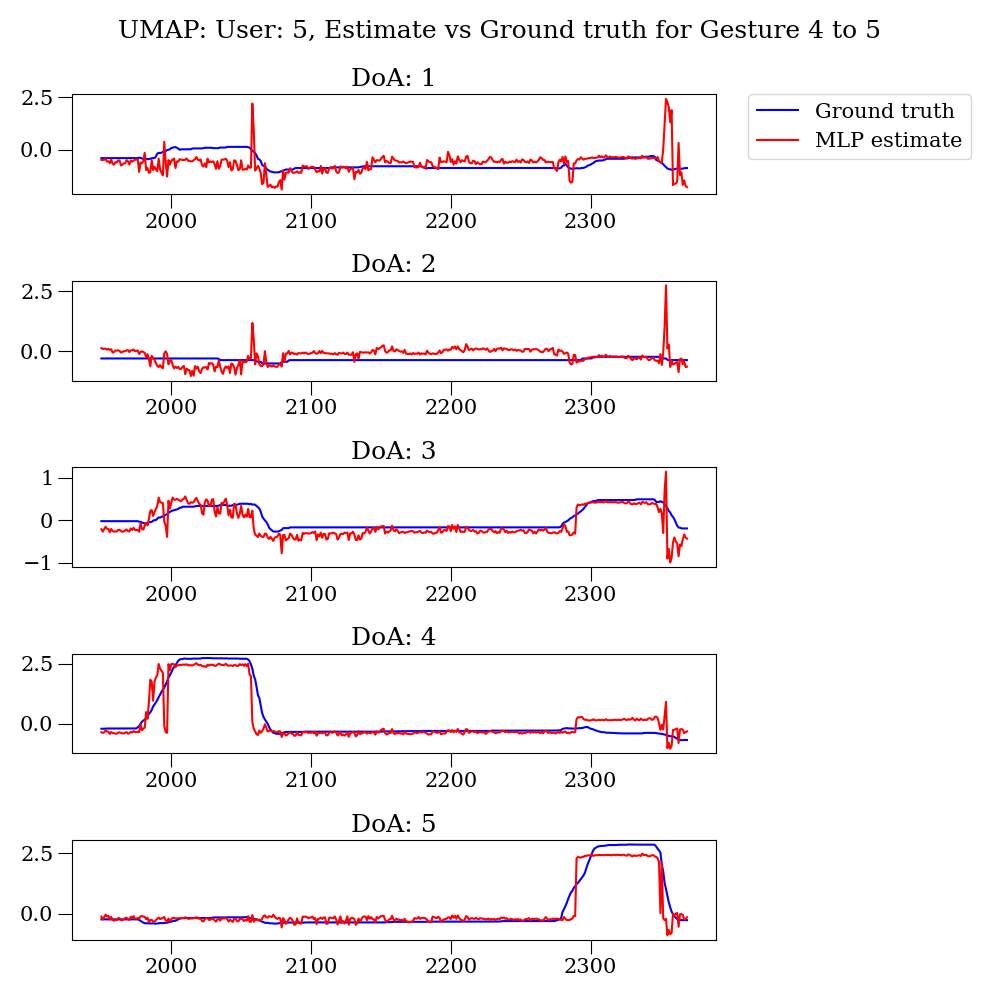 UMAP: User: 5, Estimate vs Ground truth for Gesture 4 to 5
DoA: 1
2.5
0.0
2000 2100 2200 2300
Ground truth
MLP estimate
DoA: 2
2.5
0.0
2000 2100 2200 2300
DoA: 3
1
0
−1
2000 2100 2200 2300
DoA: 4
2.5
0.0
2000 2100 2200 2300
DoA: 5
2.5
0.0
2000 2100 2200 2300